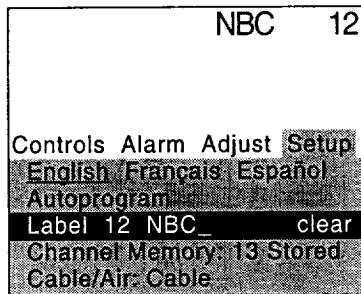 NBC 12
Controls Alarm Adjust Setup
English Français Español
Autoprogram
Label 12 NBC_ clear
Channel Memory: 13 Stored
Cable/Air: Cable